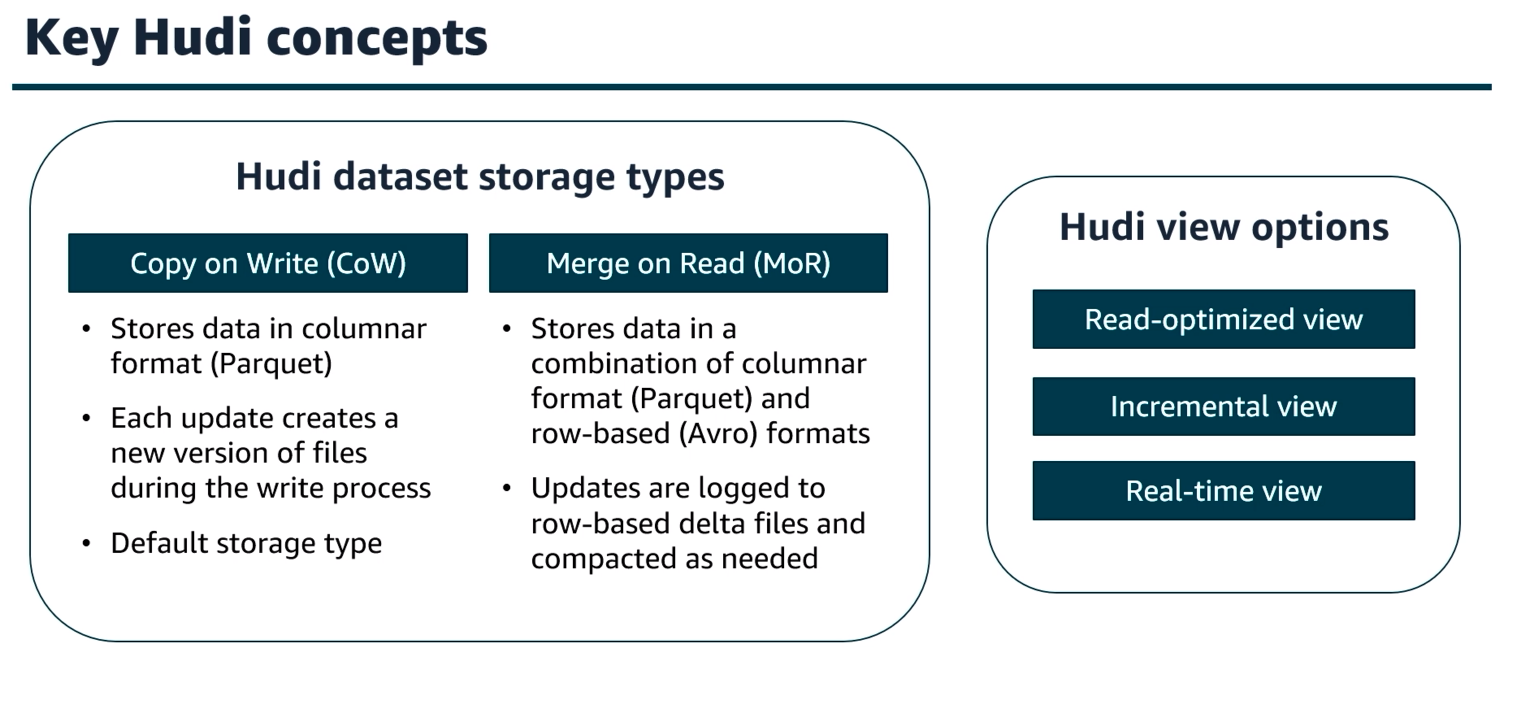 Key Hudi concepts
Hudi dataset storage types
Copy on Write (CoW)
• Stores data in columnar
format (Parquet)
• Each update creates a
new version of files
during the write process
• Default storage type
Merge on Read (MoR)
• Stores data in a
combination of columnar
format (Parquet) and
row-based (Avro) formats
• Updates are logged to
row-based delta files and
compacted as needed
Hudi view options
Read-optimized view
Incremental view
Real-time view